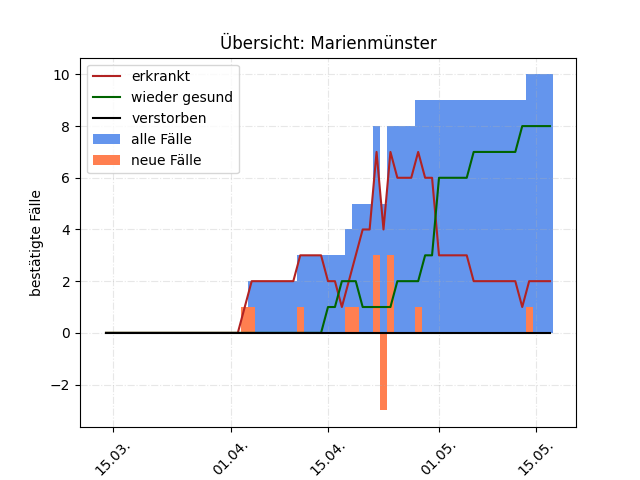 Übersicht: Marienmünster
erkrankt
wieder gesund
verstorben
alle Fälle
neue Fälle
bestätigte Fälle
10
8
6
4
2
0
−2
15.03.
01.04.
15.04.
01.05.
15.05.